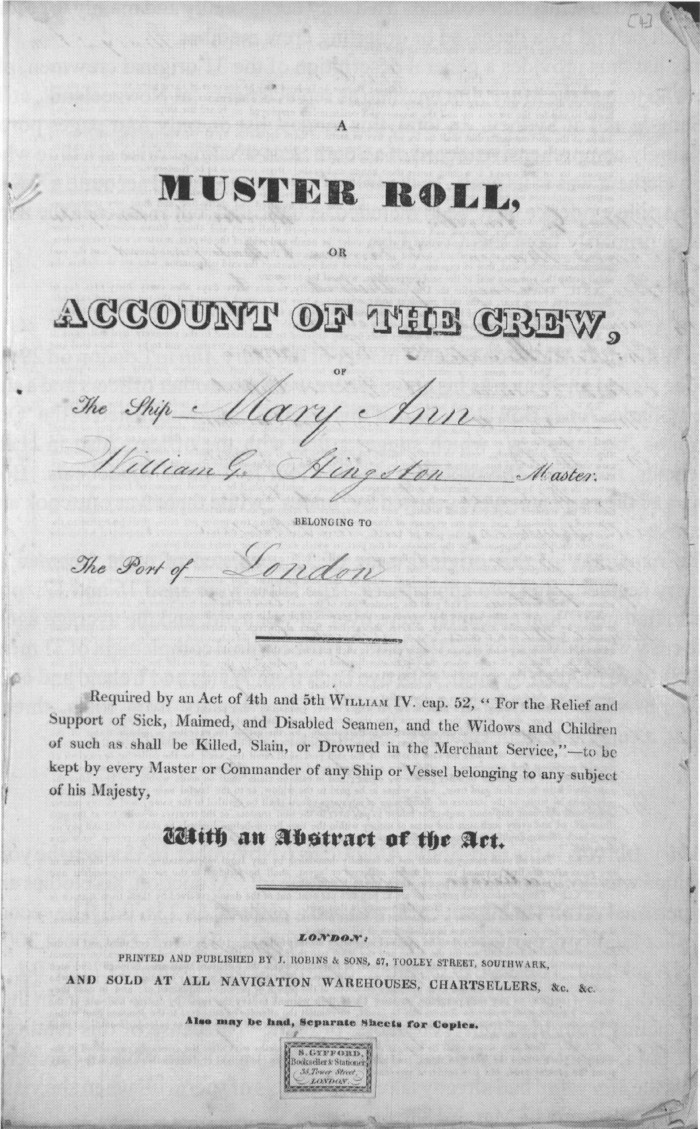 [4]
A
MUSTER ROLL,
OR
ACCOUNT OF THE CREW,
OF
The Ship Mary Ann
William G. Hingston Master.
BELONGING TO
The Port of London
Required by an Act of 4th and 5th WILLIAM IV. cap. 52, “ For the Relief and
Support of Sick, Maimed, and Disabled Seamen, and the Widows and Children
of such as shall be Killed, Slain, or Drowned in the Merchant Service,”—to be
kept by every Master or Commander of any Ship or Vessel belonging to any subject
of his Majesty,
With an Abstract of the Act.
LONDON:
PRINTED AND PUBLISHED BY J. ROBINS & SONS, 57, TOOLEY STREET, SOUTHWARK,
AND SOLD AT ALL NAVIGATION WAREHOUSES, CHARTSELLERS, &c. &c.
Also may be had, Separate Sheets for Copies.
S. GYFFORD,
Bookseller & Stationer
Tower Street
LONDON.